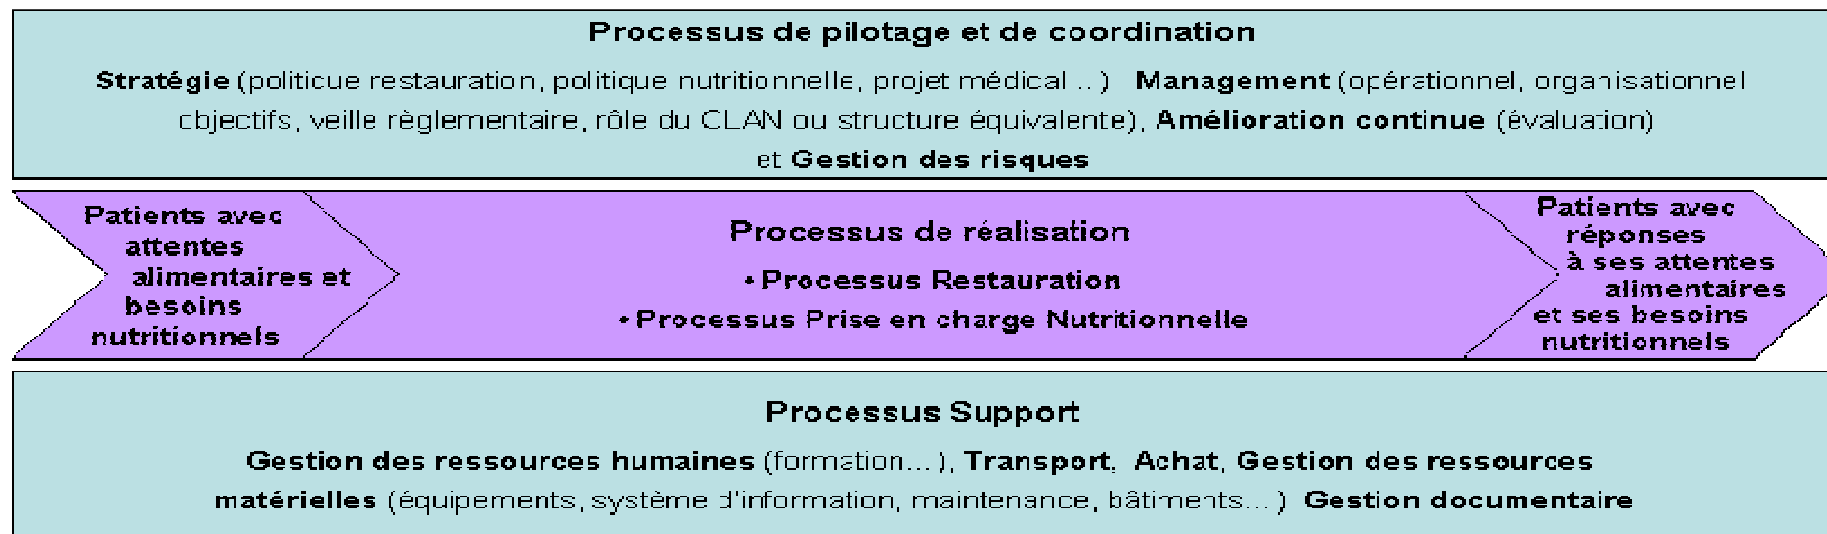 Processus de pilotage et de coordination
Stratégie (politicue restauration, politique nutritionnelle, projet médical...) Management (opérationnel, organisationnel
objectifs, veille règlementaire, rôle du CLAN ou structure équivalente), Amélioration continue (évaluation)
et Gestion des risques
Patients avec
attentes
alimentaires et
besoins
nutritionnels
Processus de réalisation
• Processus Restauration
• Processus Prise en charge Nutritionnelle
Patients avec
réponses
à ses attentes
alimentaires
et ses besoins
nutritionnels
Processus Support
Gestion des ressources humaines (formation...), Transport, Achat, Gestion des ressources
matérielles (équipements, système d'information, maintenance, bâtiments...) Gestion documentaire